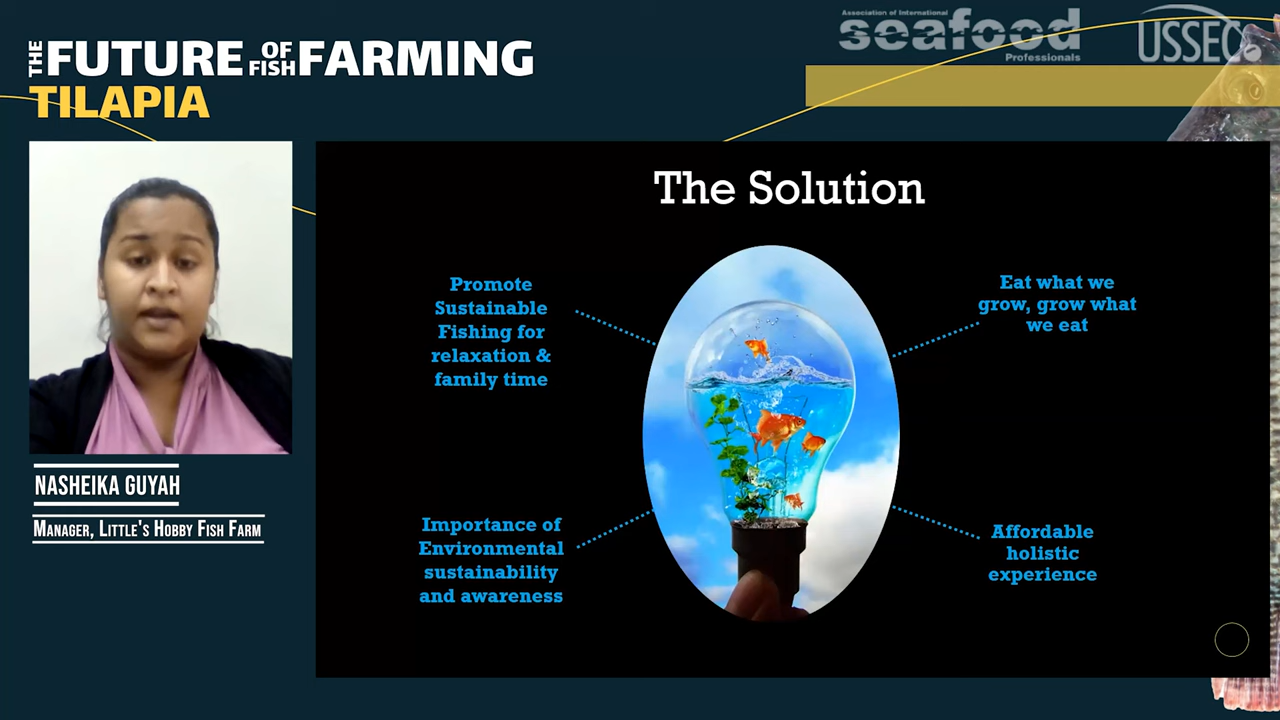 THE FUTURE OF FISH FARMING
TILAPIA
Association of International
seafood
Professionals
USSEC
The Solution
Promote
Sustainable
Fishing for
relaxation &
family time
Eat what we
grow, grow what
we eat
Importance of
Environmental
sustainability
and awareness
Affordable
holistic
experience
NASHEIKA GUYAH
MANAGER, LITTLE'S HOBBY FISH FARM